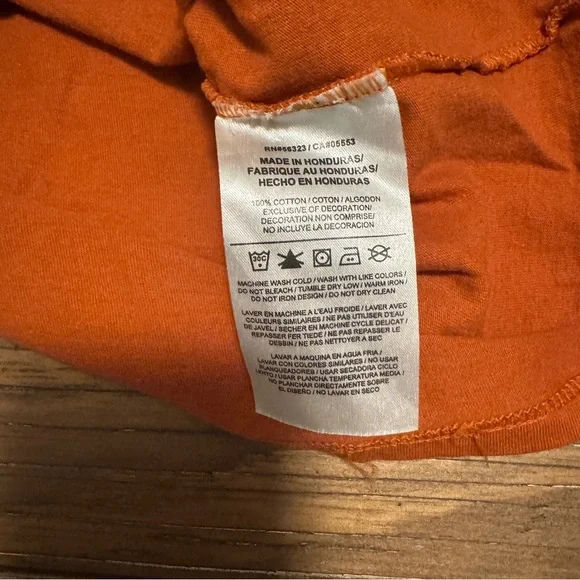 RN#56323 / CA#05553
MADE IN HONDURAS/
FABRIQUE AU HONDURAS/
HECHO EN HONDURAS
100% COTTON / COTON / ALGODON
EXCLUSIVE OF DECORATION/
DECORATION NON COMPRISE/
NO INCLUYE LA DECORACION
30C
MACHINE WASH COLD / WASH WITH LIKE COLORS /
DO NOT BLEACH / TUMBLE DRY LOW / WARM IRON /
DO NOT IRON DESIGN / DO NOT DRY CLEAN
LAVER EN MACHINE A L'EAU FROIDE / LAVER AVEC
COULEURS SIMILAIRES / NE PAS UTILISER D'EAU
DE JAVEL / SECHER EN MACHINE CYCLE DELICAT /
REPASSER FER TIEDE / NE PAS REPASSER LE
DESSIN / NE PAS NETTOYER A SEC
LAVAR A MAQUINA EN AGUA FRIA /
LAVAR CON COLORES SIMILARES / NO USAR
BLANQUEADORES / USAR SECADORA CICLO
LENTO / USAR PLANCHA TEMPERATURA MEDIA /
NO PLANCHAR DIRECTAMENTE SOBRE
EL DISEÑO / NO LAVAR EN SECO